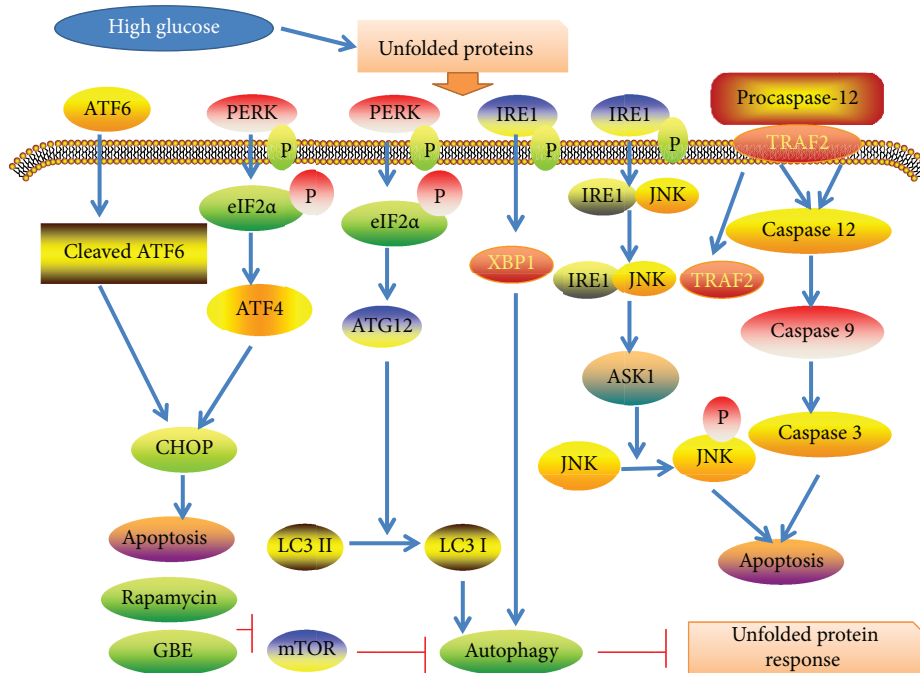 High glucose
Unfolded proteins
ATF6
PERK
PERK
IRE1
IRE1
Procaspase-12
P
P
P
P
TRAF2
P
P
eIF2α
eIF2α
IRE1
JNK
Caspase 12
Cleaved ATF6
XBP1
IRE1
JNK
TRAF2
ATF4
ATG12
Caspase 9
ASK1
P
CHOP
Caspase 3
JNK
JNK
Apoptosis
LC3 II
LC3 I
Apoptosis
Rapamycin
GBE
mTOR
Autophagy
Unfolded protein
response